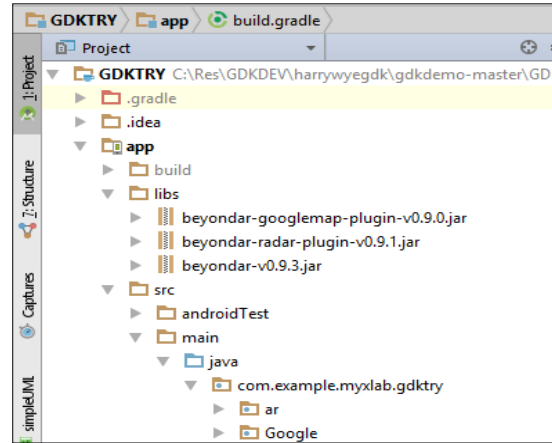 GDKTRY app build.gradle
Project
GDKTRY C:\Res\GDKDEV\harrywyegdk\gdkdemo-master\GD
.gradle
.idea
app
build
libs
beyondar-googlemap-plugin-v0.9.0.jar
beyondar-radar-plugin-v0.9.1.jar
beyondar-v0.9.3.jar
src
androidTest
main
java
com.example.myxlab.gdktry
ar
Google
1: Project
7: Structure
Captures
simpleUML